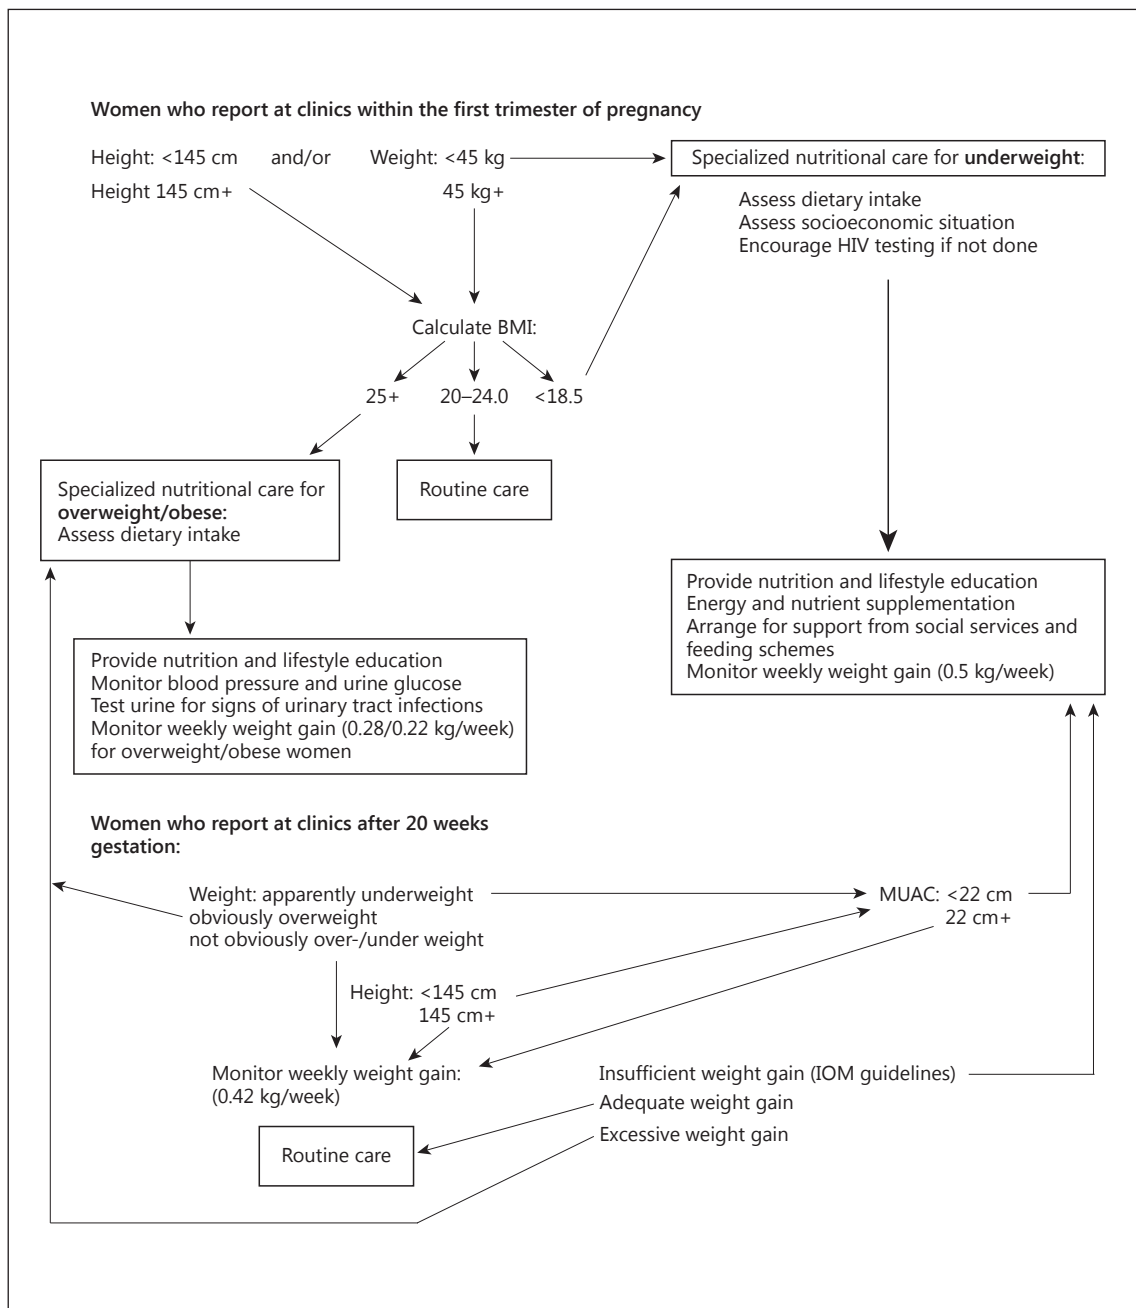 Women who report at clinics within the first trimester of pregnancy
Height: <145 cm and/or Weight: <45 kg
Height 145 cm+ 45 kg+
Specialized nutritional care for underweight:
Assess dietary intake
Assess socioeconomic situation
Encourage HIV testing if not done
Calculate BMI:
25+ 20–24.0 <18.5
Specialized nutritional care for
overweight/obese:
Assess dietary intake
Routine care
Provide nutrition and lifestyle education
Energy and nutrient supplementation
Arrange for support from social services and
feeding schemes
Monitor weekly weight gain (0.5 kg/week)
Provide nutrition and lifestyle education
Monitor blood pressure and urine glucose
Test urine for signs of urinary tract infections
Monitor weekly weight gain (0.28/0.22 kg/week)
for overweight/obese women
Women who report at clinics after 20 weeks
gestation:
Weight: apparently underweight
obviously overweight
not obviously over-/under weight
MUAC: <22 cm
22 cm+
Height: <145 cm
145 cm+
Monitor weekly weight gain:
(0.42 kg/week)
Insufficient weight gain (IOM guidelines)
Adequate weight gain
Excessive weight gain
Routine care